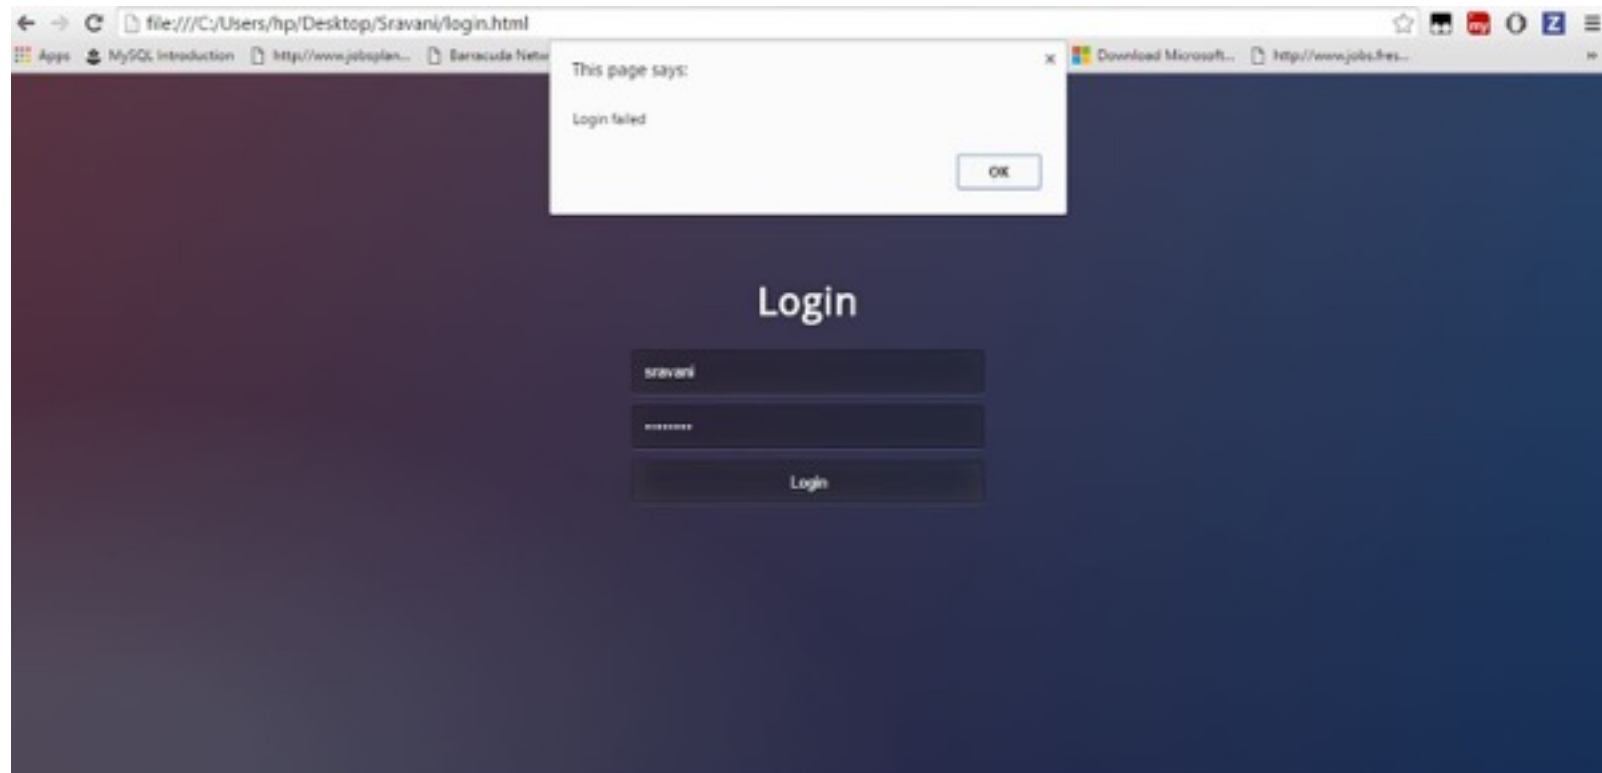 file:///C:/Users/hp/Desktop/Sravani/login.html
Apps MySQL Introduction http://www.jobsplan... Barracuda Netw Download Microsoft... http://www.jobs.fres...
This page says:
Login failed
OK
Login
sravani
Login